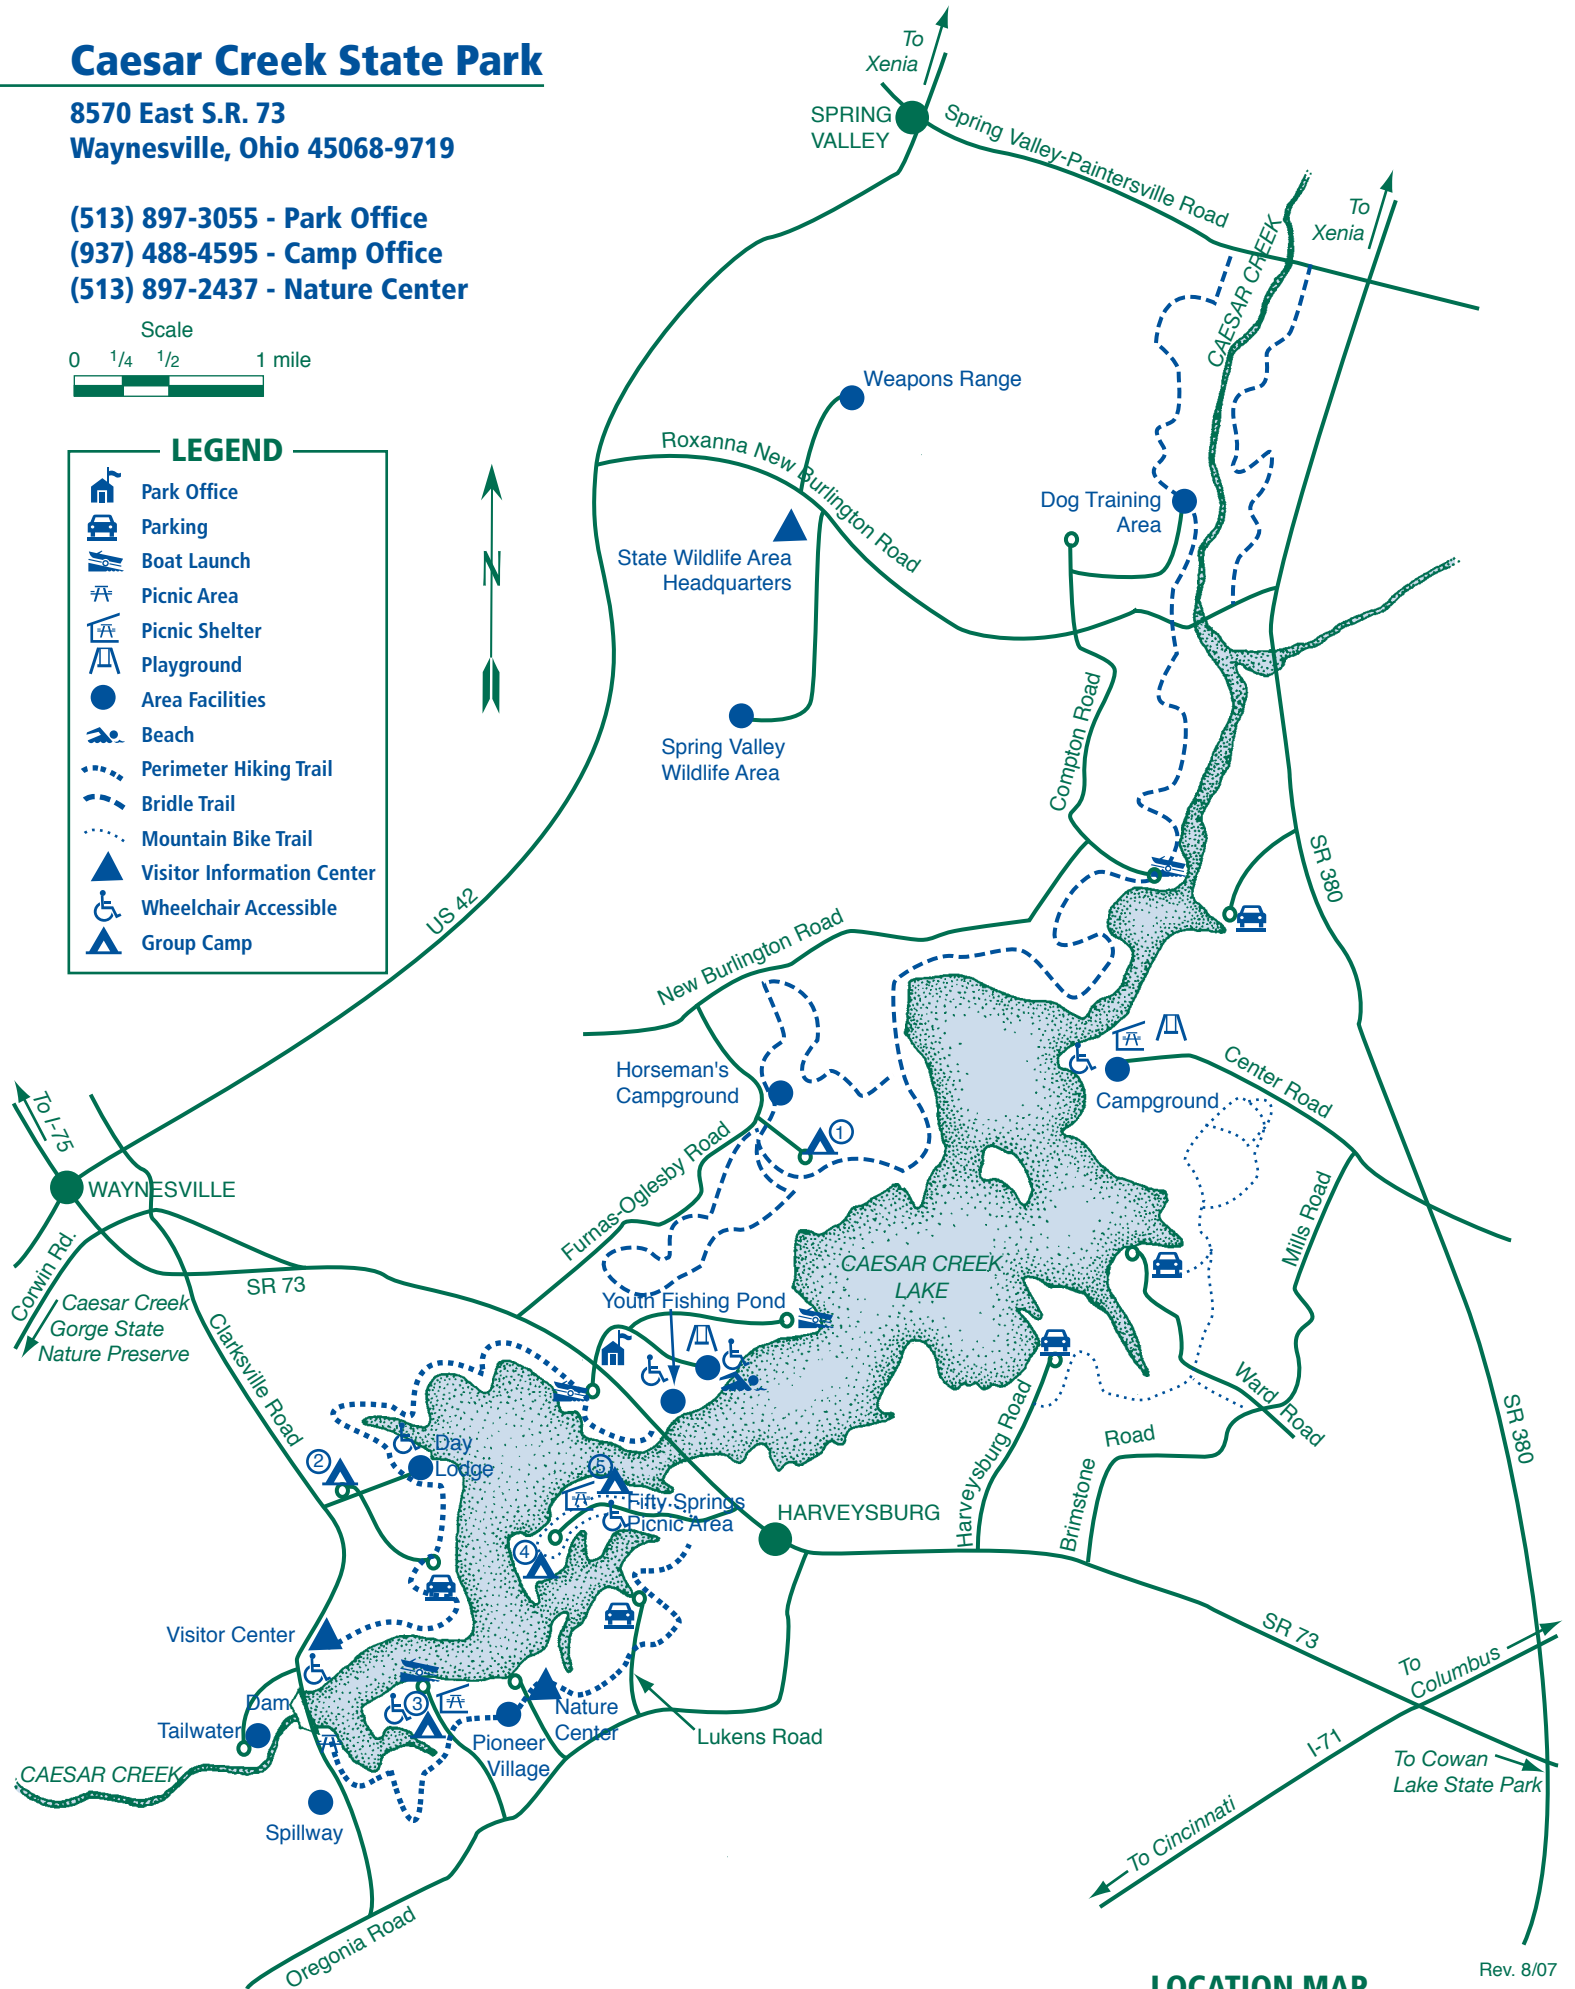 Caesar Creek State Park
8570 East S.R. 73
Waynesville, Ohio 45068-9719
(513) 897-3055 - Park Office
(937) 488-4595 - Camp Office
(513) 897-2437 - Nature Center
Scale
0 1/4 1/2 1 mile
LEGEND
Park Office
Parking
Boat Launch
Picnic Area
Picnic Shelter
Playground
Area Facilities
Beach
Perimeter Hiking Trail
Bridle Trail
Mountain Bike Trail
Visitor Information Center
Wheelchair Accessible
Group Camp
N
To
Xenia
SPRING
VALLEY
Spring Valley-Paintersville Road
CAESAR CREEK
To
Xenia
Weapons Range
Roxanna New Burlington Road
Dog Training
Area
State Wildlife Area
Headquarters
Spring Valley
Wildlife Area
Compton Road
SR 380
US 42
New Burlington Road
Horseman's
Campground
1
Campground
Center Road
Mills Road
To I-75
WAYNESVILLE
Corwin Rd.
Caesar Creek
Gorge State
Nature Preserve
SR 73
Furnas-Oglesby Road
CAESAR CREEK
LAKE
Youth Fishing Pond
Clarksville Road
Day
Lodge
2
5
Fifty Springs
Picnic Area
4
HARVEYSBURG
Harveysburg Road
Brimstone
Road
Ward Road
SR 380
Visitor Center
Dam
Tailwater
CAESAR CREEK
3
Pioneer
Village
Nature
Center
Lukens Road
Spillway
Oregonia Road
SR 73
To
Columbus
I-71
To Cowan
Lake State Park
To Cincinnati
Rev. 8/07
LOCATION MAP